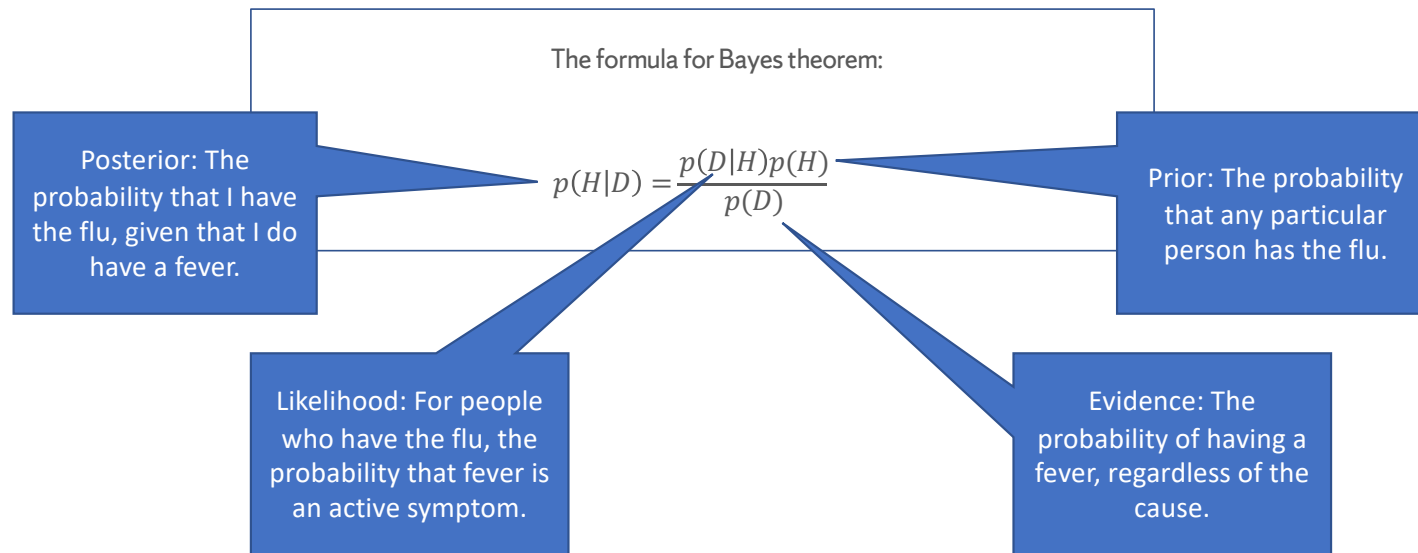 The formula for Bayes theorem:
Posterior: The
probability that I have
the flu, given that I do
have a fever.
p(H|D) = p(D|H)p(H)
p(D)
Prior: The probability
that any particular
person has the flu.
Likelihood: For people
who have the flu, the
probability that fever is
an active symptom.
Evidence: The
probability of having a
fever, regardless of the
cause.